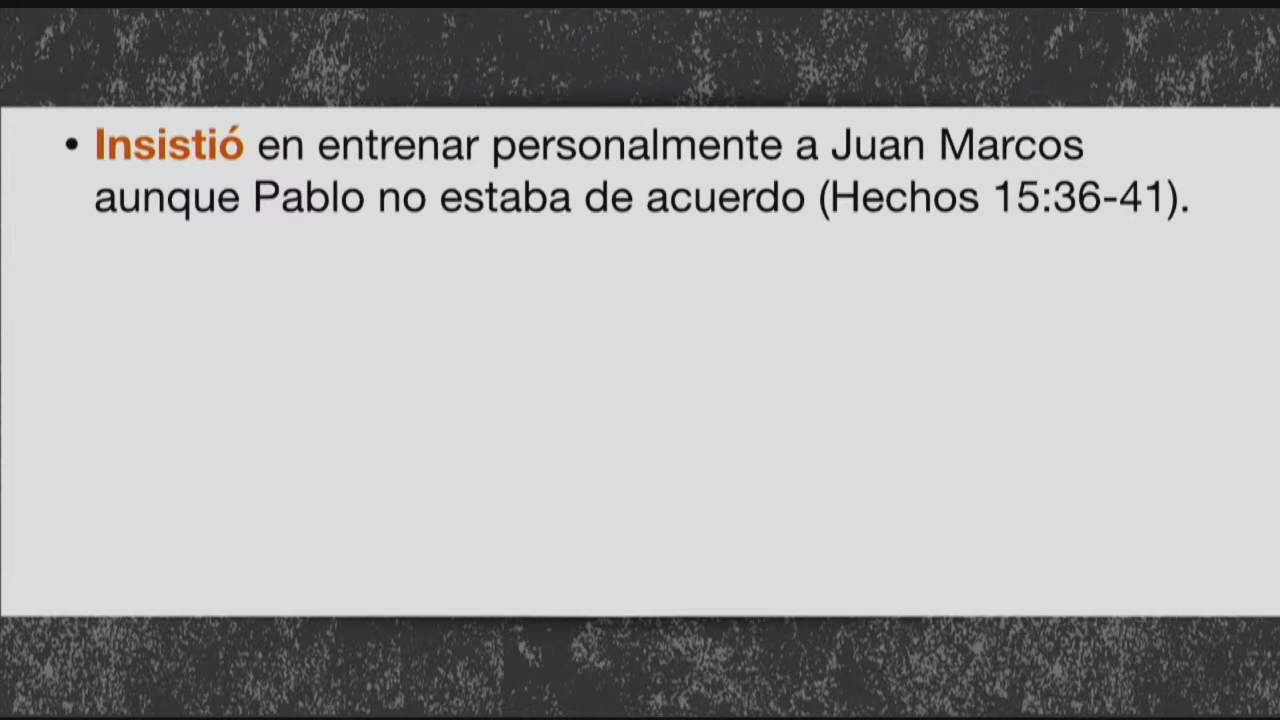 • Insistió en entrenar personalmente a Juan Marcos
aunque Pablo no estaba de acuerdo (Hechos 15:36-41).